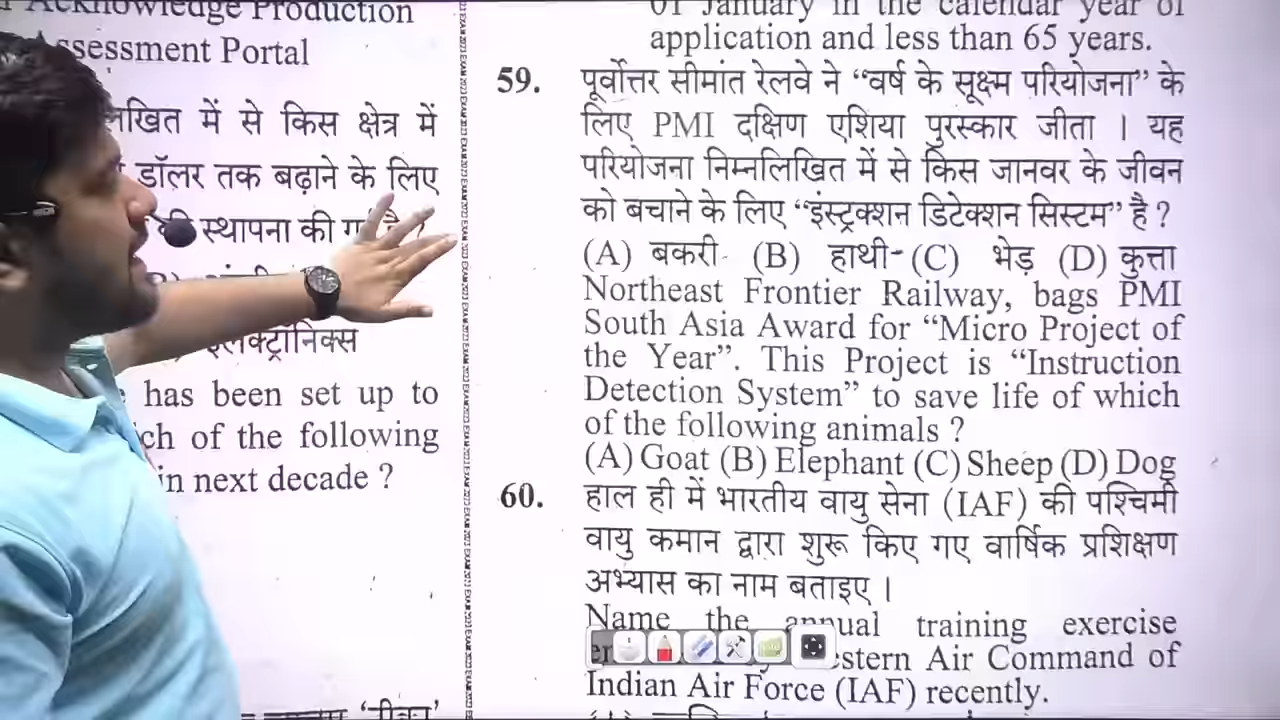 Acknowledge Production
ssessment Portal
में से किस क्षेत्र में
डॉलर तक बढ़ाने के लिए
स्थापना की
has been set up to
of the following
in next decade ?
01 January in the calendar year of
application and less than 65 years.
59. पूर्वोत्तर सीमांत रेलवे ने “वर्ष के सूक्ष्म परियोजना” के
लिए PMI दक्षिण एशिया पुरस्कार जीता । यह
परियोजना निम्नलिखित में से किस जानवर के जीवन
को बचाने के लिए “इंस्ट्रक्शन डिटेक्शन सिस्टम” है ?
(A) बकरी (B) हाथी (C) भेड़ (D) कुत्ता
Northeast Frontier Railway, bags PMI
South Asia Award for “Micro Project of
the Year”. This Project is “Instruction
Detection System” to save life of which
of the following animals ?
(A) Goat (B) Elephant (C) Sheep (D) Dog
60. हाल ही में भारतीय वायु सेना (IAF) की पश्चिमी
वायु कमान द्वारा शुरू किए गए वार्षिक प्रशिक्षण
अभ्यास का नाम बताइए ।
Name the annual training exercise
stern Air Command of
Indian Air Force (IAF) recently.